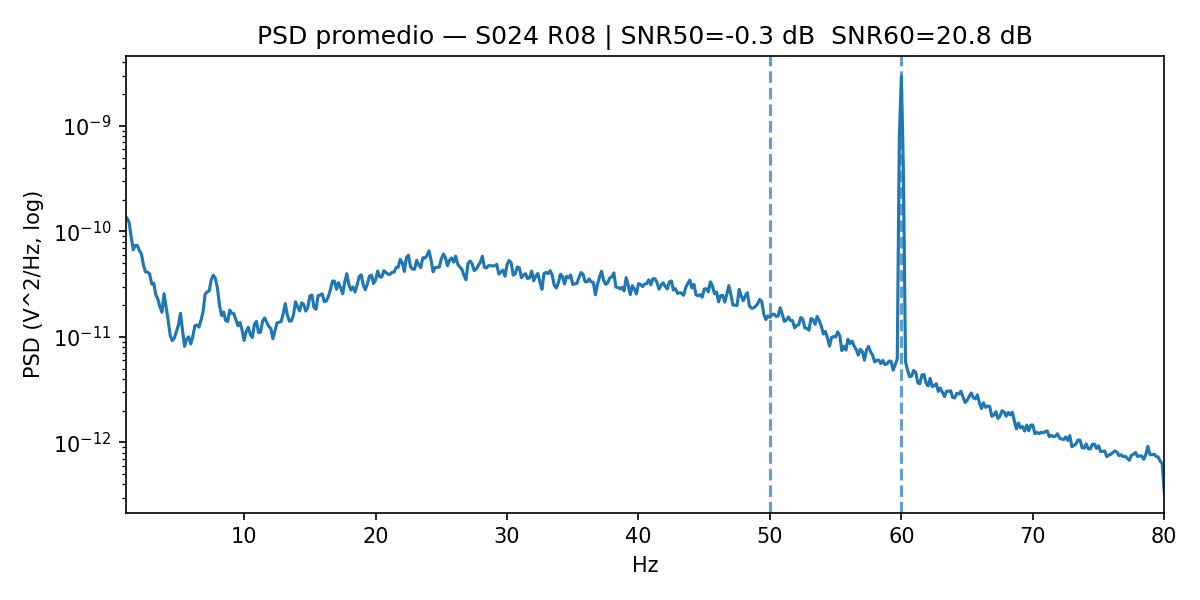 PSD promedio — S024 R08 | SNR50=-0.3 dB  SNR60=20.8 dB
PSD (V^2/Hz, log)
10⁻⁹
10⁻¹⁰
10⁻¹¹
10⁻¹²
10 20 30 40 50 60 70 80
Hz